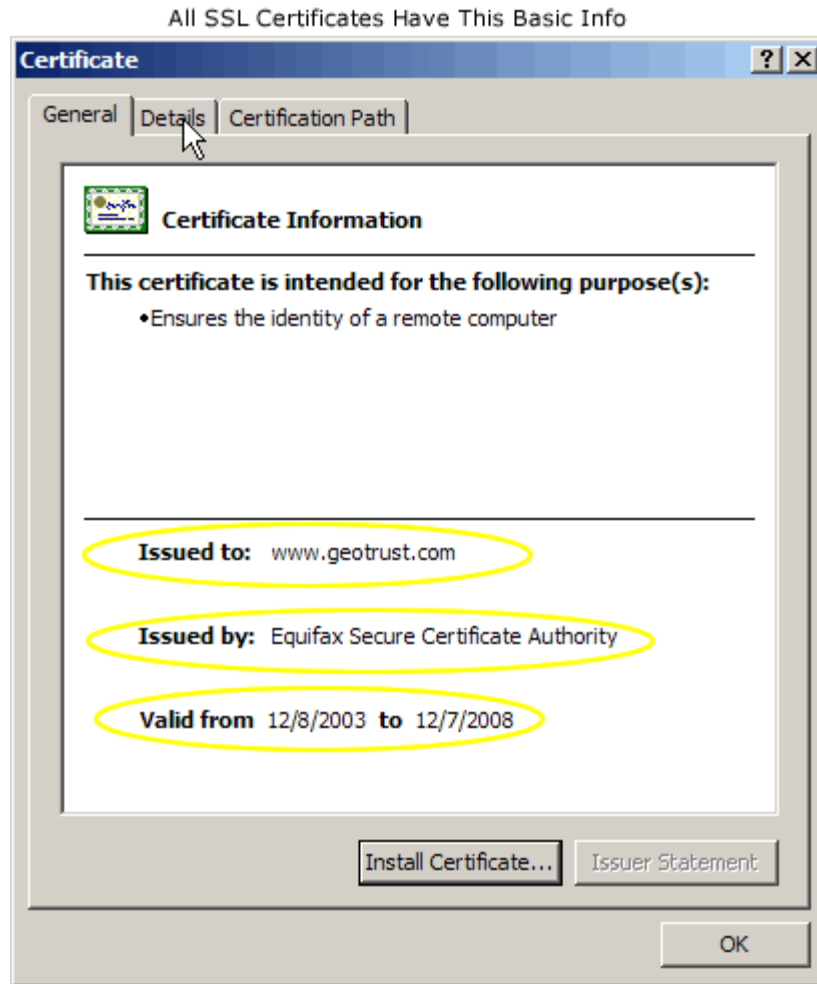 All SSL Certificates Have This Basic Info
Certificate
General Details Certification Path
Certificate Information
This certificate is intended for the following purpose(s):
•Ensures the identity of a remote computer
Issued to: www.geotrust.com
Issued by: Equifax Secure Certificate Authority
Valid from 12/8/2003 to 12/7/2008
Install Certificate... Issuer Statement
OK